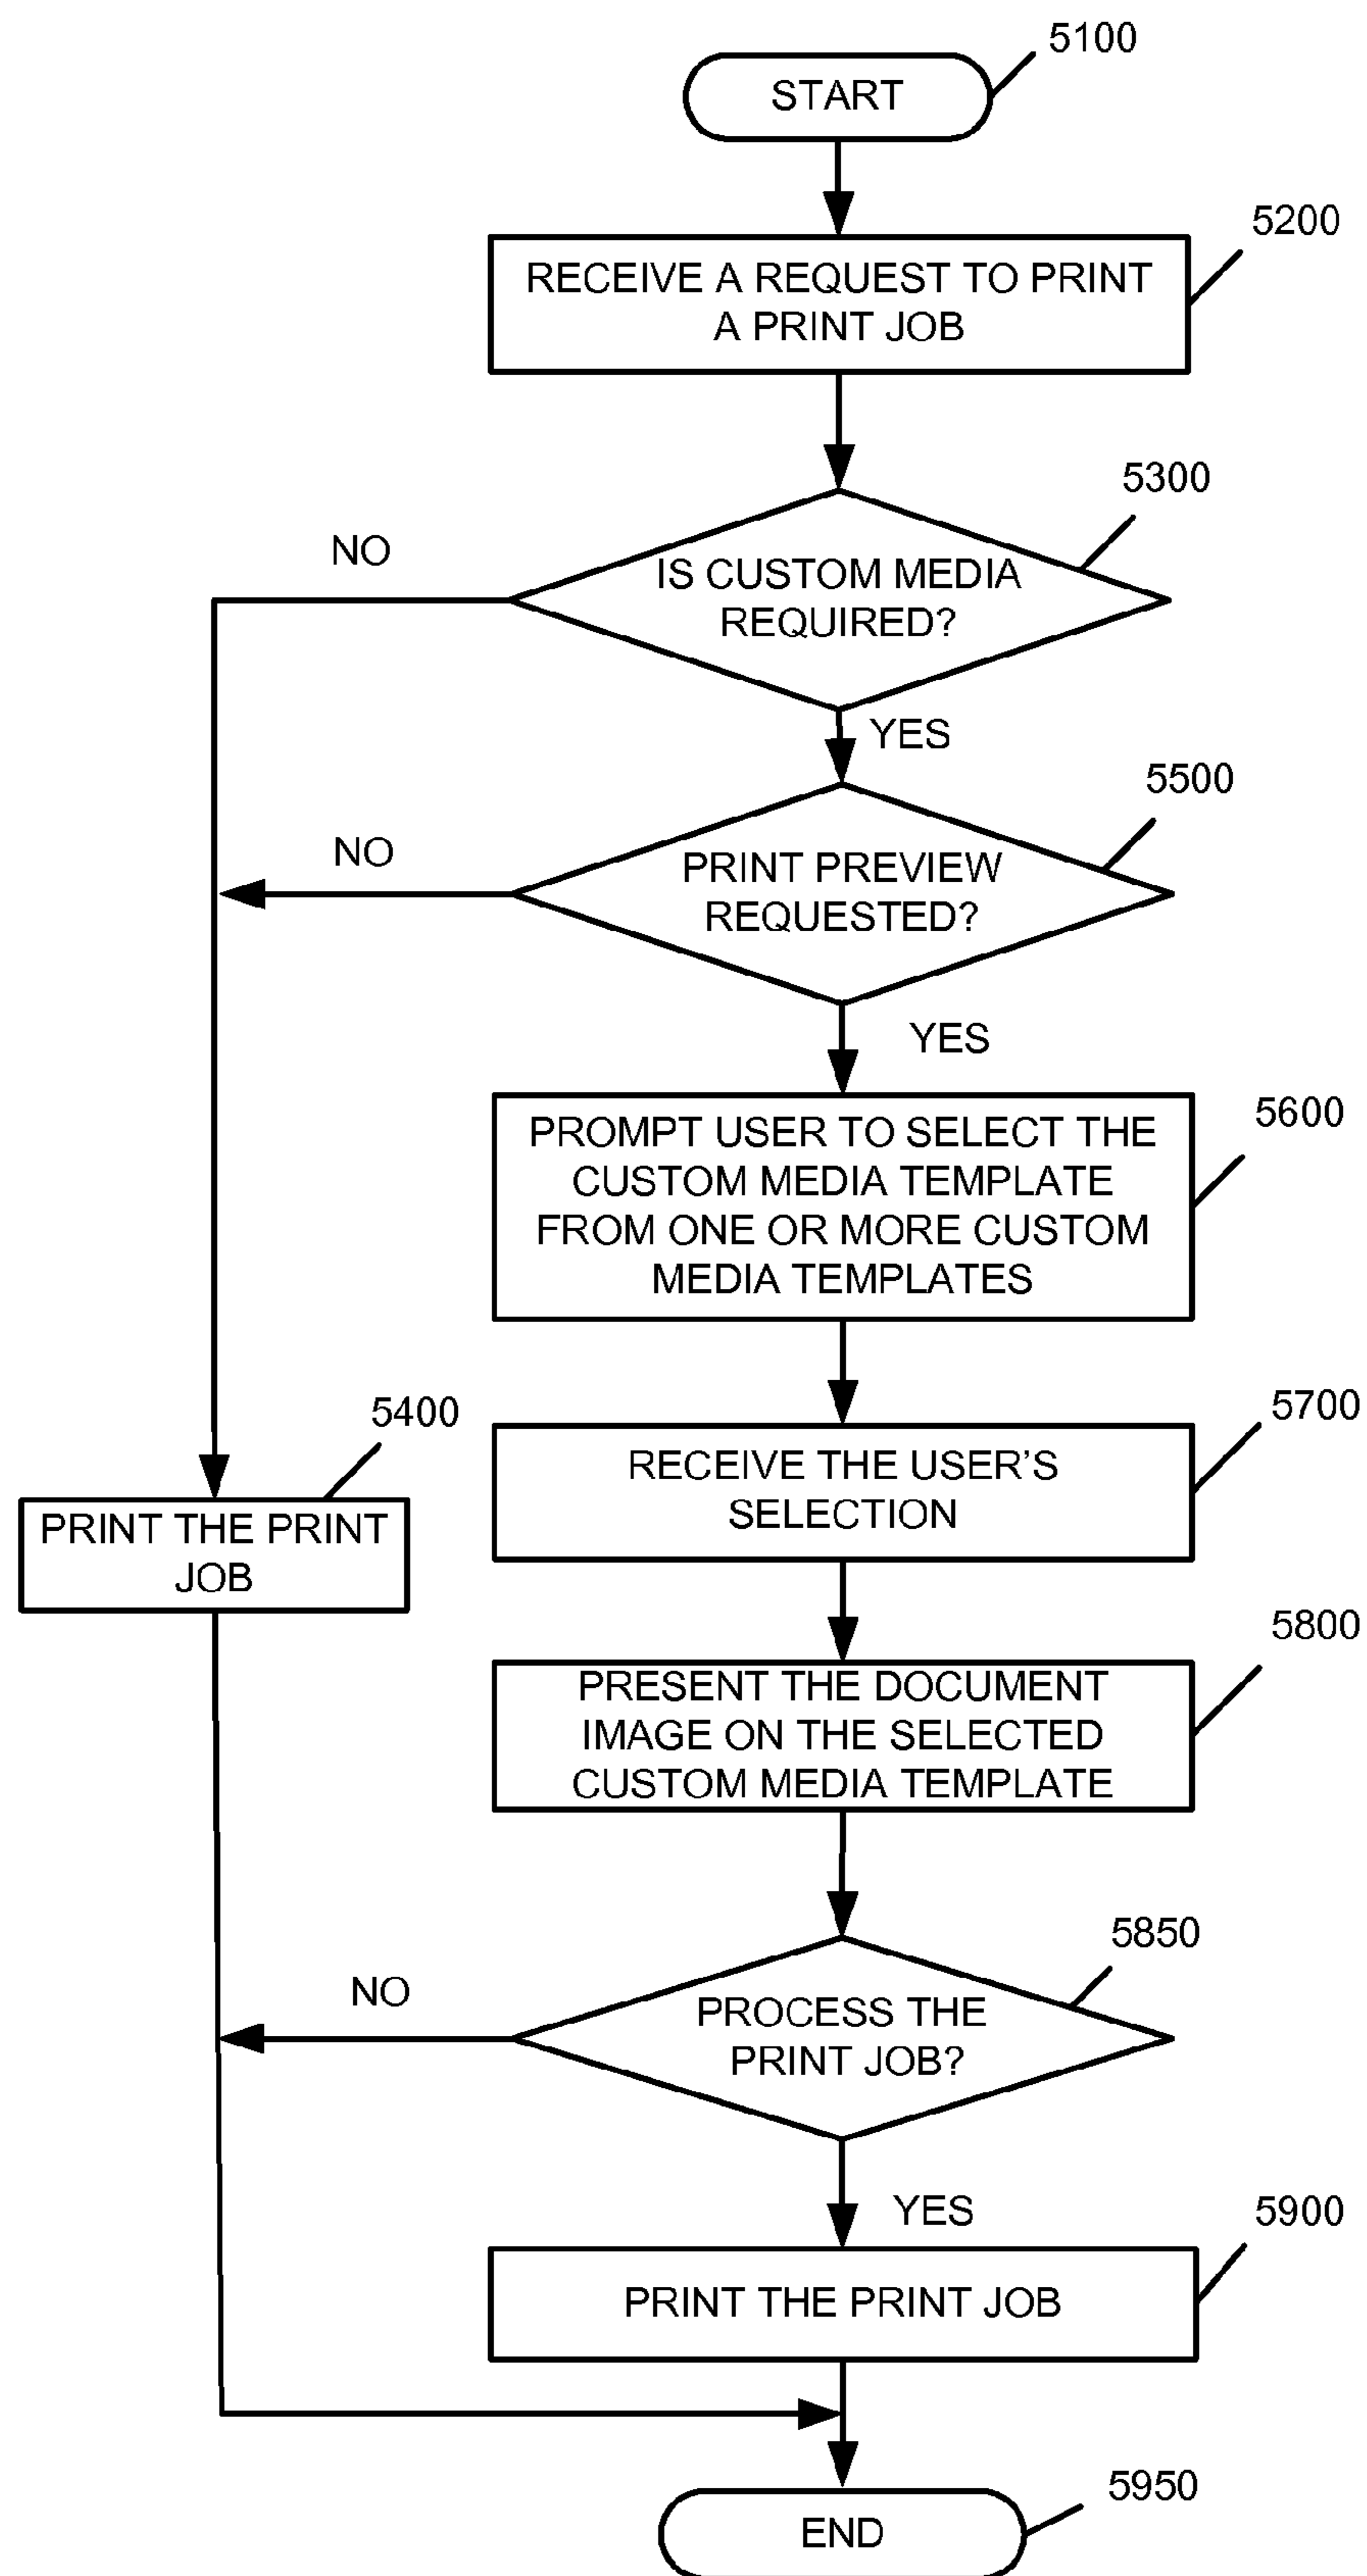 5100
START
5200
RECEIVE A REQUEST TO PRINT
A PRINT JOB
5300
NO
IS CUSTOM MEDIA
REQUIRED?
YES
5500
NO
PRINT PREVIEW
REQUESTED?
YES
5600
PROMPT USER TO SELECT THE
CUSTOM MEDIA TEMPLATE
FROM ONE OR MORE CUSTOM
MEDIA TEMPLATES
5400
5700
RECEIVE THE USER'S
SELECTION
PRINT THE PRINT
JOB
5800
PRESENT THE DOCUMENT
IMAGE ON THE SELECTED
CUSTOM MEDIA TEMPLATE
5850
NO
PROCESS THE
PRINT JOB?
YES
5900
PRINT THE PRINT JOB
5950
END